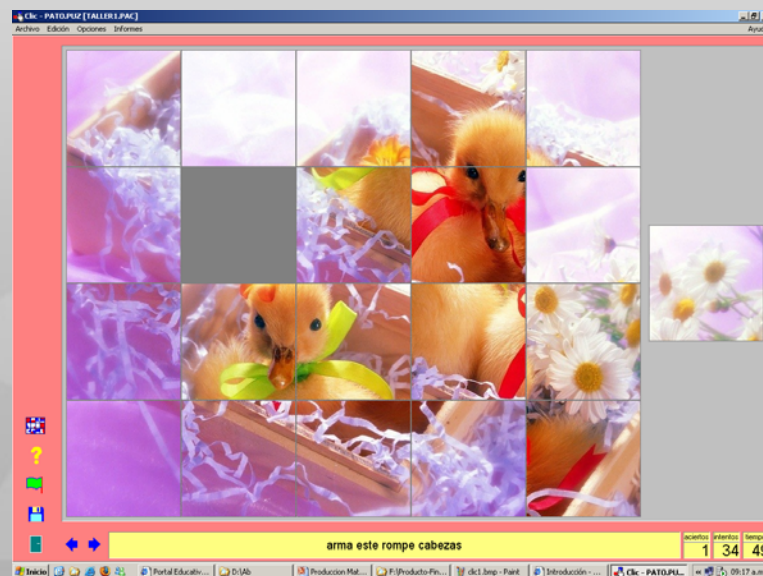 Clic - PATO.PUZ [TALLER1.PAC]
Archivo Edición Opciones Informes
?
arma este rompe cabezas
aciertos intentos
1 34 49
Inicio Portal Educativ... D:\Ab Produccion Mat... F:\Producto-Fin... clic1.bmp - Paint Introducción - ... Clic - PATO.PU... « 09:17 a.m.